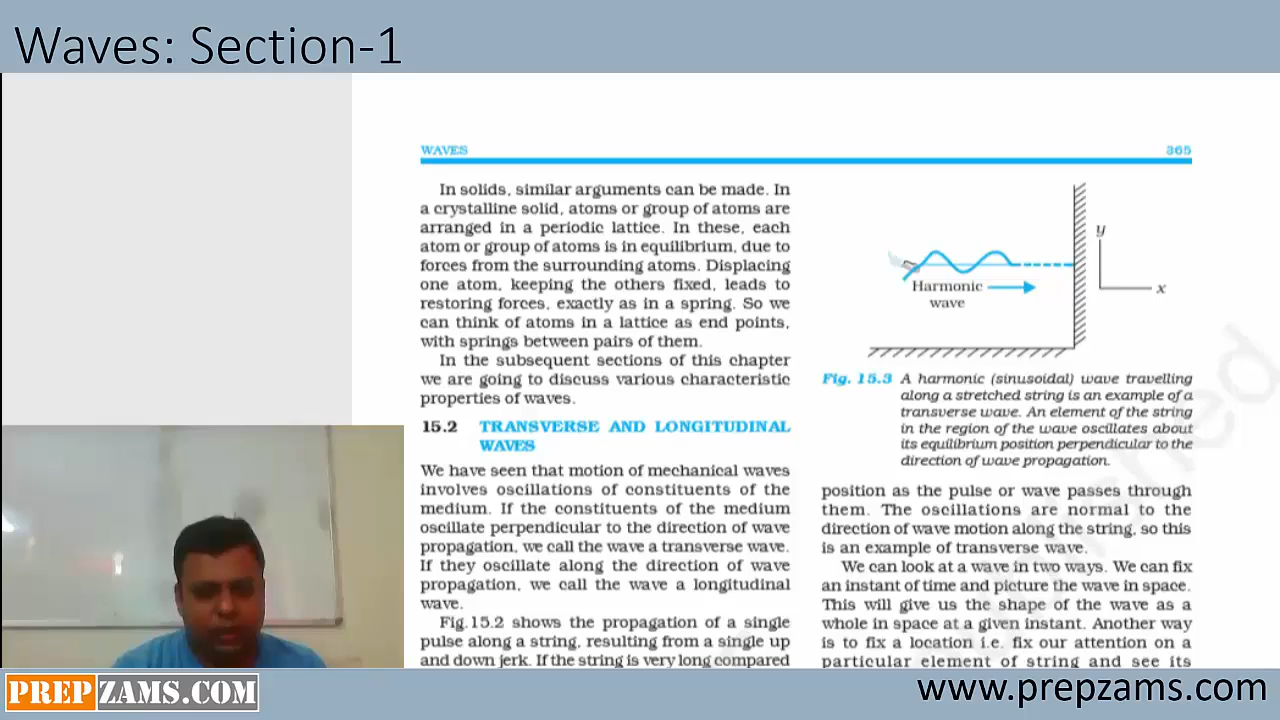 Waves: Section-1
WAVES
365
In solids, similar arguments can be made. In
a crystalline solid, atoms or group of atoms are
arranged in a periodic lattice. In these, each
atom or group of atoms is in equilibrium, due to
forces from the surrounding atoms. Displacing
one atom, keeping the others fixed, leads to
restoring forces, exactly as in a spring. So we
can think of atoms in a lattice as end points,
with springs between pairs of them.
In the subsequent sections of this chapter
we are going to discuss various characteristic
properties of waves.
15.2 TRANSVERSE AND LONGITUDINAL
WAVES
We have seen that motion of mechanical waves
involves oscillations of constituents of the
medium. If the constituents of the medium
oscillate perpendicular to the direction of wave
propagation, we call the wave a transverse wave.
If they oscillate along the direction of wave
propagation, we call the wave a longitudinal
wave.
Fig.15.2 shows the propagation of a single
pulse along a string, resulting from a single up
and down jerk. If the string is very long compared
y
x
Harmonic
wave
Fig. 15.3 A harmonic (sinusoidal) wave travelling
along a stretched string is an example of a
transverse wave. An element of the string
in the region of the wave oscillates about
its equilibrium position perpendicular to the
direction of wave propagation.
position as the pulse or wave passes through
them. The oscillations are normal to the
direction of wave motion along the string, so this
is an example of transverse wave.
We can look at a wave in two ways. We can fix
an instant of time and picture the wave in space.
This will give us the shape of the wave as a
whole in space at a given instant. Another way
is to fix a location i.e. fix our attention on a
particular element of string and see its
PREPZAMS.COM
www.prepzams.com